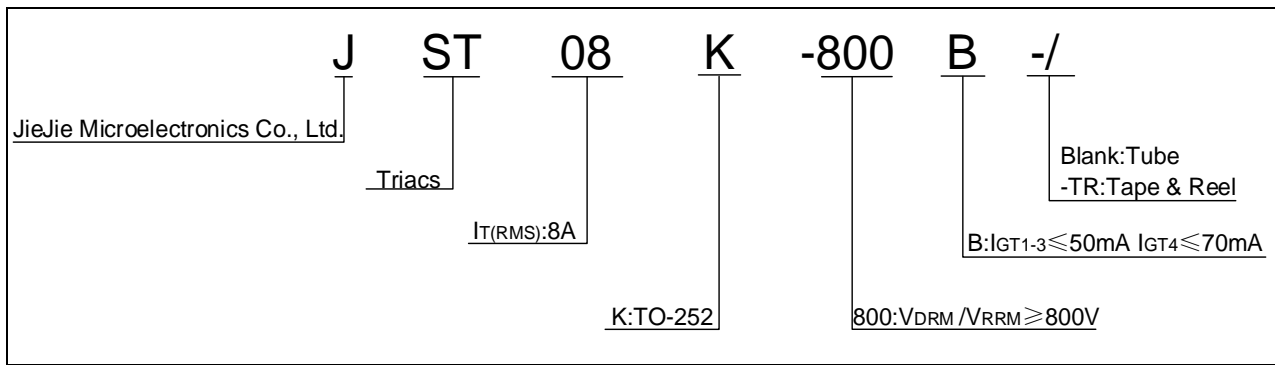 J ST 08 K -800 B -/
JieJie Microelectronics Co., Ltd.
Blank:Tube
Triacs
-TR:Tape & Reel
IT(RMS):8A
B:IGT1-3≤50mA IGT4≤70mA
K:TO-252
800:VDRM /VRRM≥800V